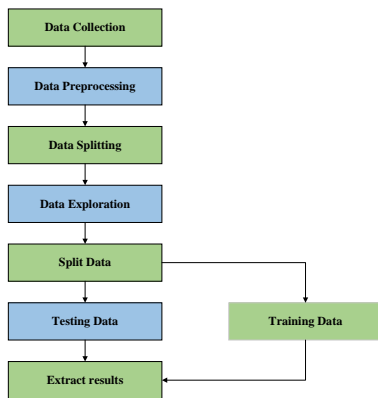 Data Collection
Data Preprocessing
Data Splitting
Data Exploration
Split Data
Testing Data
Training Data
Extract results